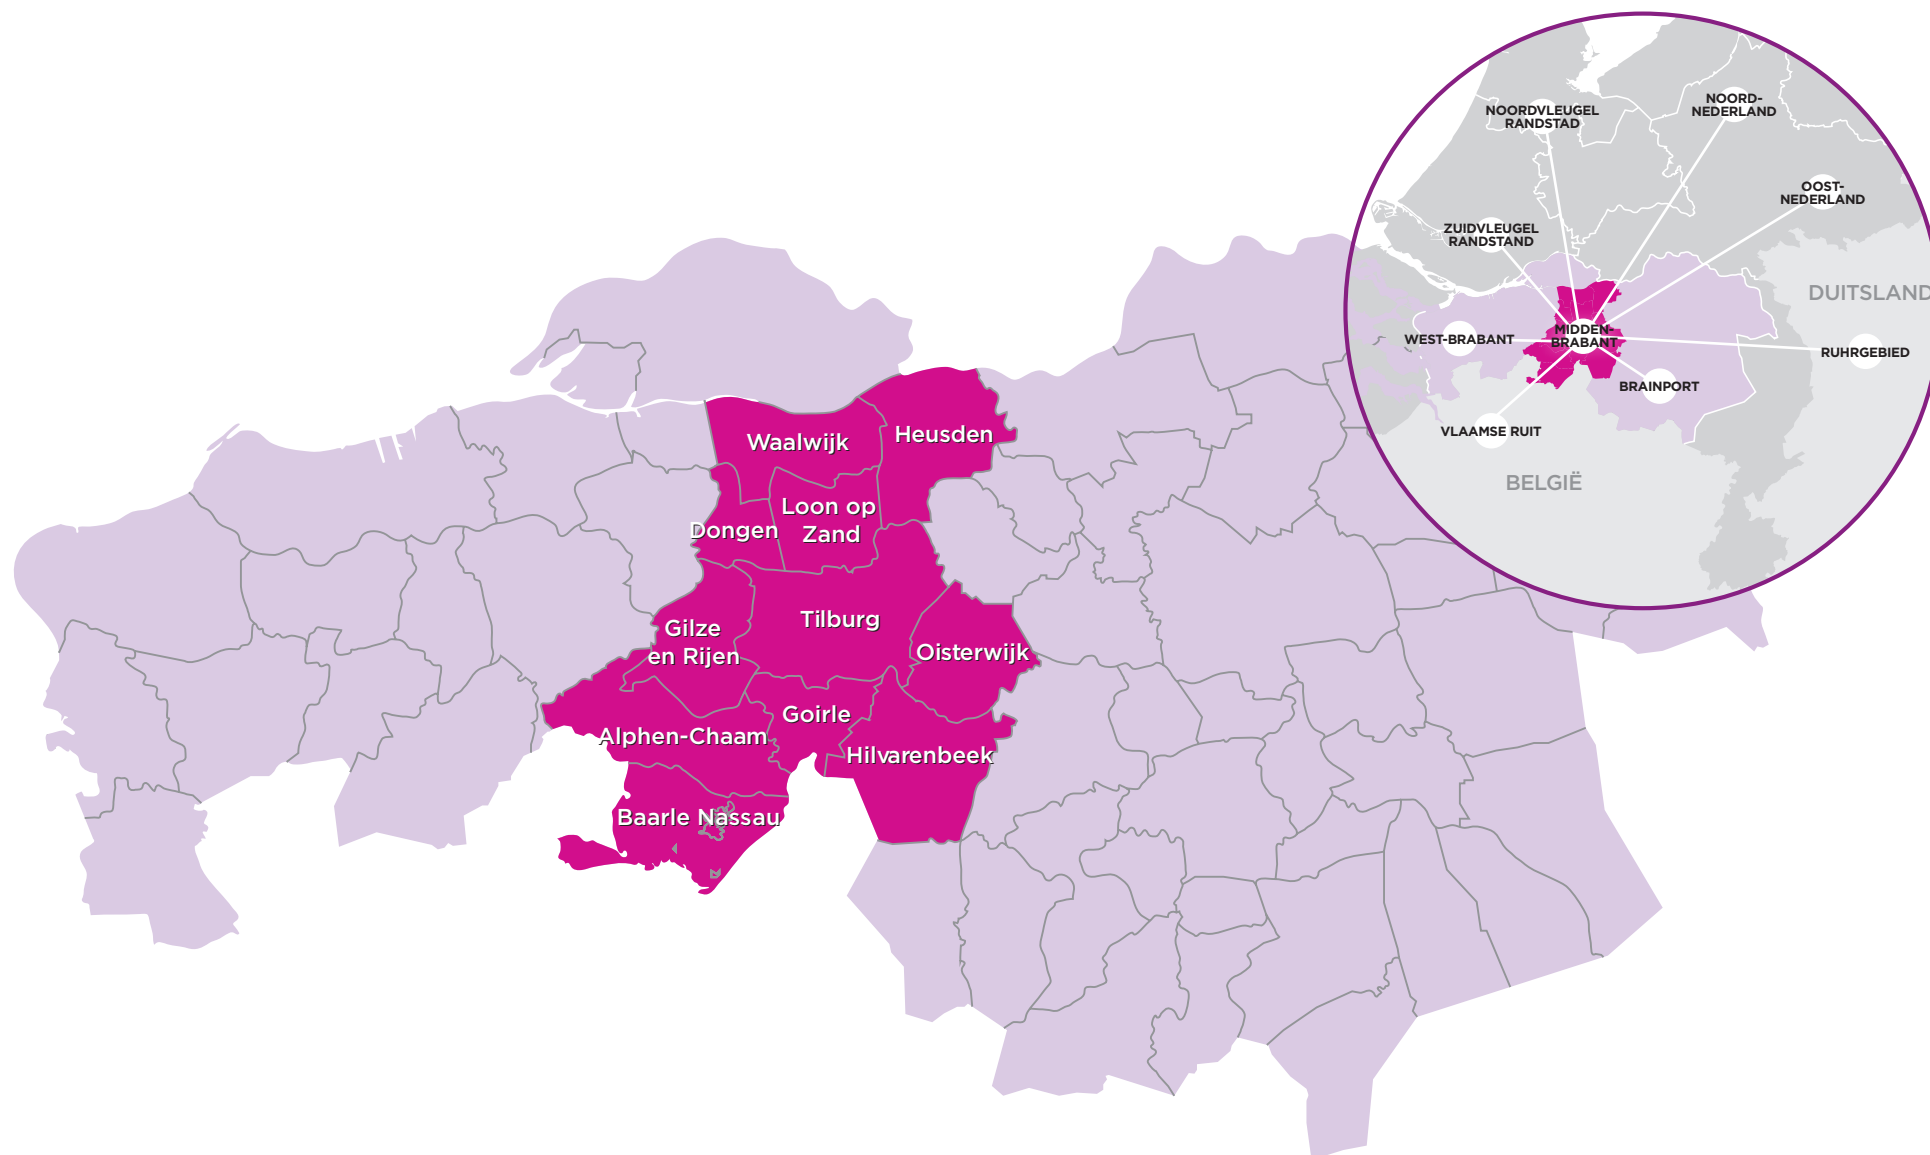 Waalwijk
Heusden
Loon op
Zand
Dongen
Tilburg
Gilze
en Rijen
Oisterwijk
Goirle
Alphen-Chaam
Hilvarenbeek
Baarle Nassau
NOORDVLEUGEL
RANDSTAD
NOORD-
NEDERLAND
OOST-
NEDERLAND
ZUIDVLEUGEL
RANDSTAND
DUITSLAND
WEST-BRABANT
MIDDEN-
BRABANT
RUHRGEBIED
BRAINPORT
VLAAMSE RUIT
BELGIË